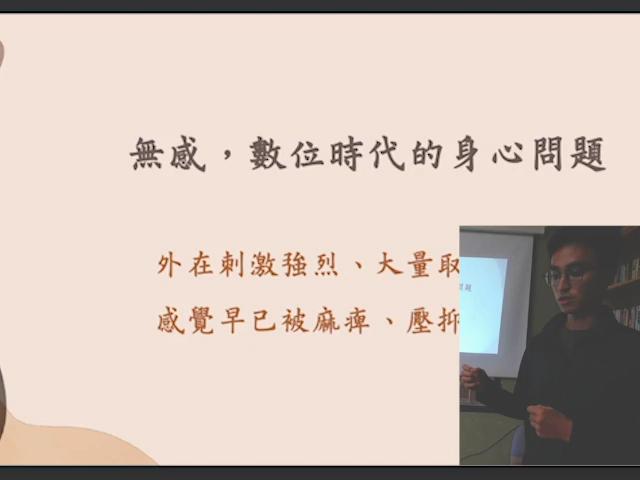 無感，數位時代的身心問題
外在刺激強烈、大量取
感覺早已被麻痺、壓抑